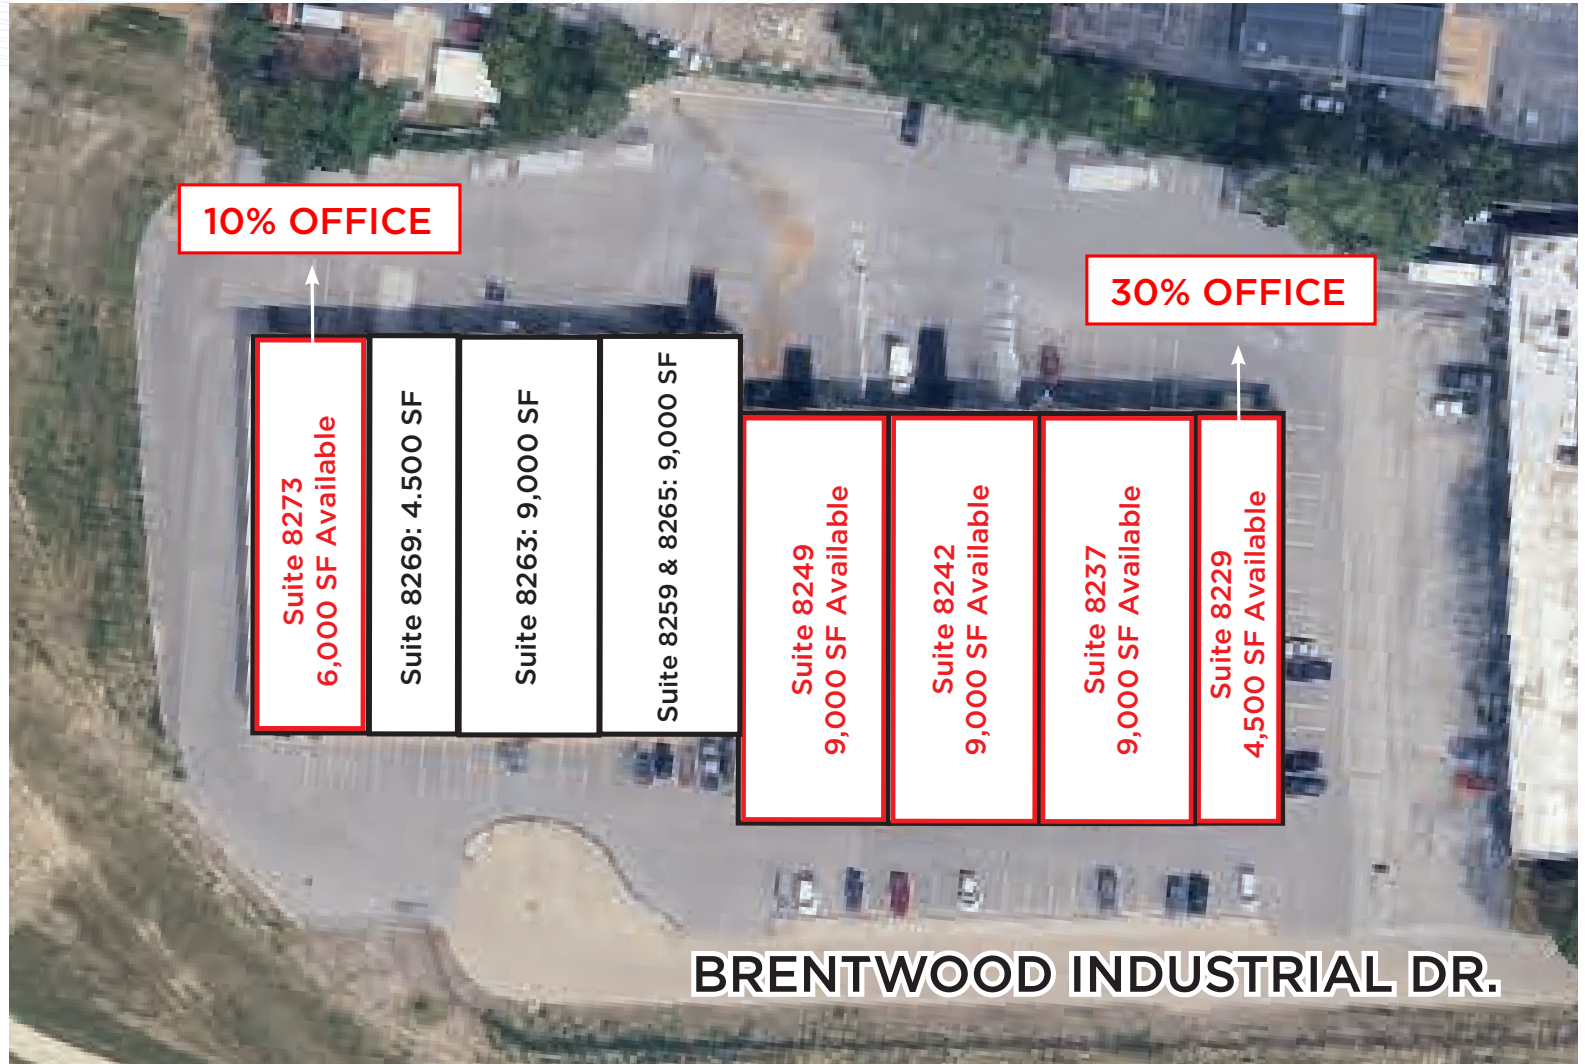 10% OFFICE
30% OFFICE
Suite 8273
6,000 SF Available
Suite 8269: 4.500 SF
Suite 8263: 9,000 SF
Suite 8259 & 8265: 9,000 SF
Suite 8249
9,000 SF Available
Suite 8242
9,000 SF Available
Suite 8237
9,000 SF Available
Suite 8229
4,500 SF Available
BRENTWOOD INDUSTRIAL DR.